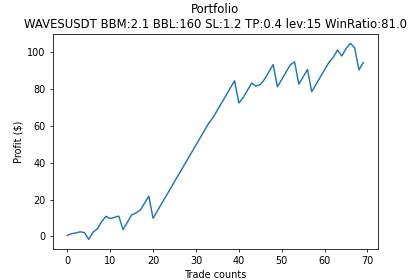 Portfolio
WAVESUSDT BBM:2.1 BBL:160 SL:1.2 TP:0.4 lev:15 WinRatio:81.0
100
80
60
40
20
0
Profit ($)
0 10 20 30 40 50 60 70
Trade counts